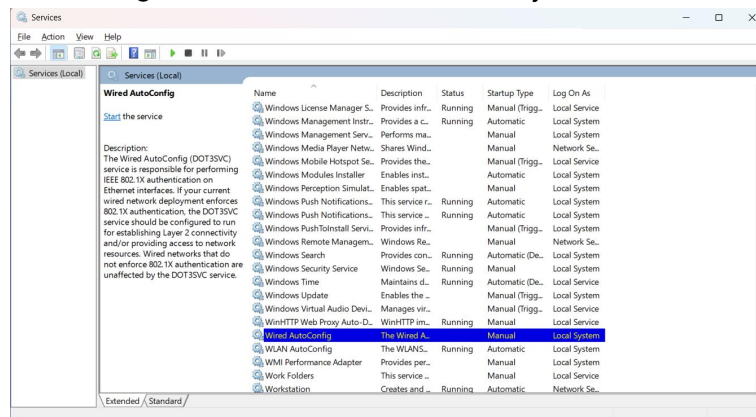 Services
File Action View Help
Services (Local)
Services (Local)
Wired AutoConfig
Start the service
Description:
The Wired AutoConfig (DOT3SVC)
service is responsible for performing
IEEE 802.1X authentication on
Ethernet interfaces. If your current
wired network deployment enforces
802.1X authentication, the DOT3SVC
service should be configured to run
for establishing Layer 2 connectivity
and/or providing access to network
resources. Wired networks that do
not enforce 802.1X authentication are
unaffected by the DOT3SVC service.
Name Description Status Startup Type Log On As
Windows License Manager S... Provides infr... Running Manual (Trigg... Local Service
Windows Management Instr... Provides a c... Running Automatic Local System
Windows Management Serv... Performs ma... Manual Local System
Windows Media Player Netw... Shares Wind... Manual Network Se...
Windows Mobile Hotspot Se... Provides the... Manual (Trigg... Local Service
Windows Modules Installer Enables inst... Automatic Local System
Windows Perception Simulat... Enables spat... Manual Local System
Windows Push Notifications... This service r... Running Automatic Local System
Windows Push Notifications... This service ... Running Automatic Local System
Windows PushToInstall Servi... Provides infr... Manual (Trigg... Local System
Windows Remote Managem... Windows Re... Manual Network Se...
Windows Search Provides con... Running Automatic (De... Local System
Windows Security Service Windows Se... Running Manual Local System
Windows Time Maintains d... Running Automatic (De... Local Service
Windows Update Enables the ... Manual (Trigg... Local System
Windows Virtual Audio Devi... Manages vir... Manual (Trigg... Local System
WinHTTP Web Proxy Auto-D... WinHTTP im... Running Manual Local Service
Wired AutoConfig The Wired A... Manual Local System
WLAN AutoConfig The WLANS... Running Automatic Local System
WMI Performance Adapter Provides per... Manual Local System
Work Folders This service ... Manual Local Service
Workstation Creates and ... Running Automatic Network Se...
Extended Standard